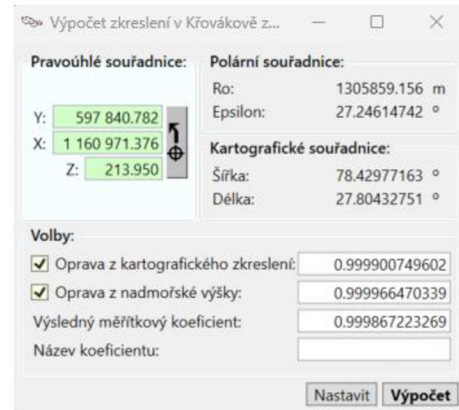 Výpočet zkreslení v Křovákově z...
Pravoúhlé souřadnice:
Y: 597 840.782
X: 1 160 971.376
Z: 213.950
Polární souřadnice:
Ro: 1305859.156 m
Epsilon: 27.24614742 °
Kartografické souřadnice:
Šířka: 78.42977163 °
Délka: 27.80432751 °
Volby:
Oprava z kartografického zkreslení: 0.999900749602
Oprava z nadmořské výšky: 0.999966470339
Výsledný měřítkový koeficient: 0.999867223269
Název koeficientu:
Nastavit Výpočet